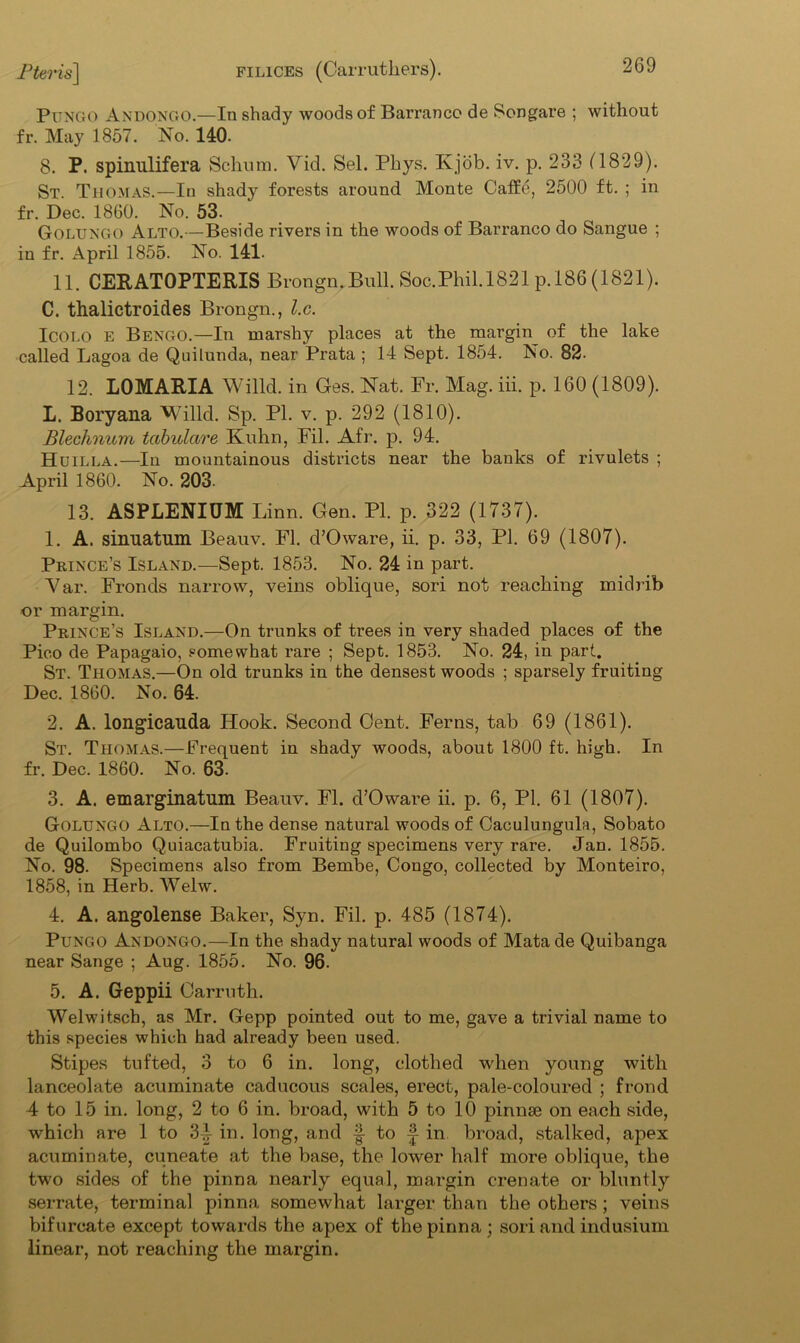 Pteris] FILICES (Carruthers). 269
PUNGO ANDONGO.—In shady woods of Barranco de Songare ; without
fr. May 1857. No. 140.
8. P. spinulifera Schum. Vid. Sel. Phys. Kjöb. iv. p. 233 (1829).
ST. THOMAS.—In shady forests around Monte Caffé, 2500 ft. ; in
fr. Dec. 1860. No. 53.
GOLUNGO ALTO.—Beside rivers in the woods of Barranco do Sangue ;
in fr. April 1855. No. 141.
11. CERATOPTERIS Brongn. Bull. Soc.Phil.1821 p.186 (1821).
C. thalictroides Brongn., l.c.
ICOLO E BENGO.—In marshy places at the margin of the lake
called Lagoa de Quilunda, near Prata ; 14 Sept. 1854. No. 82.
12. LOMARIA Willd. in Ges. Nat. Fr. Mag. iii. p. 160 (1809).
L. Boryana Willd. Sp. Pl. v. p. 292 (1810).
Blechnum tabulare Kuhn, Fil. Afr. p. 94.
HUILLA.—In mountainous districts near the banks of rivulets ;
April 1860. No. 203.
13. ASPLENIUM Linn. Gen. Pl. p. 322 (1737).
1. A. sinuatum Beauv. Fl. d'Oware, ii. p. 33, Pl. 69 (1807).
PRINCE'S ISLAND.—Sept. 1853. No. 24 in part.
Var. Fronds narrow, veins oblique, sori not reaching midrib
or margin.
PRINCE'S ISLAND.—On trunks of trees in very shaded places of the
Pico de Papagaio, somewhat rare ; Sept. 1853. No. 24, in part.
ST. THOMAS.—On old trunks in the densest woods ; sparsely fruiting
Dec. 1860. No. 64.
2. A. longicauda Hook. Second Cent. Ferns, tab 69 (1861).
ST. THOMAS.—Frequent in shady woods, about 1800 ft. high. In
fr. Dec. 1860. No. 63.
3. A. emarginatum Beauv. Fl. d'Oware ii. p. 6, Pl. 61 (1807).
GOLUNGO ALTO.—In the dense natural woods of Caculungula, Sobato
de Quilombo Quiacatubia. Fruiting specimens very rare. Jan. 1855.
No. 98. Specimens also from Bembe, Congo, collected by Monteiro,
1858, in Herb. Welw.
4. A. angolense Baker, Syn. Fil. p. 485 (1874).
PUNGO ANDONGO.—In the shady natural woods of Mata de Quibanga
near Sange ; Aug. 1855. No. 96.
5. A. Geppii Carruth.
Welwitsch, as Mr. Gepp pointed out to me, gave a trivial name to
this species which had already been used.
Stipes tufted, 3 to 6 in. long, clothed when young with
lanceolate acuminate caducous scales, erect, pale-coloured ; frond
4 to 15 in. long, 2 to 6 in. broad, with 5 to 10 pinnæ on each side,
which are 1 to 3½ in. long, and ⅜ to ¾ in broad, stalked, apex
acuminate, cuneate at the base, the lower half more oblique, the
two sides of the pinna nearly equal, margin crenate or bluntly
serrate, terminal pinna somewhat larger than the others ; veins
bifurcate except towards the apex of the pinna ; sori and indusium
linear, not reaching the margin.